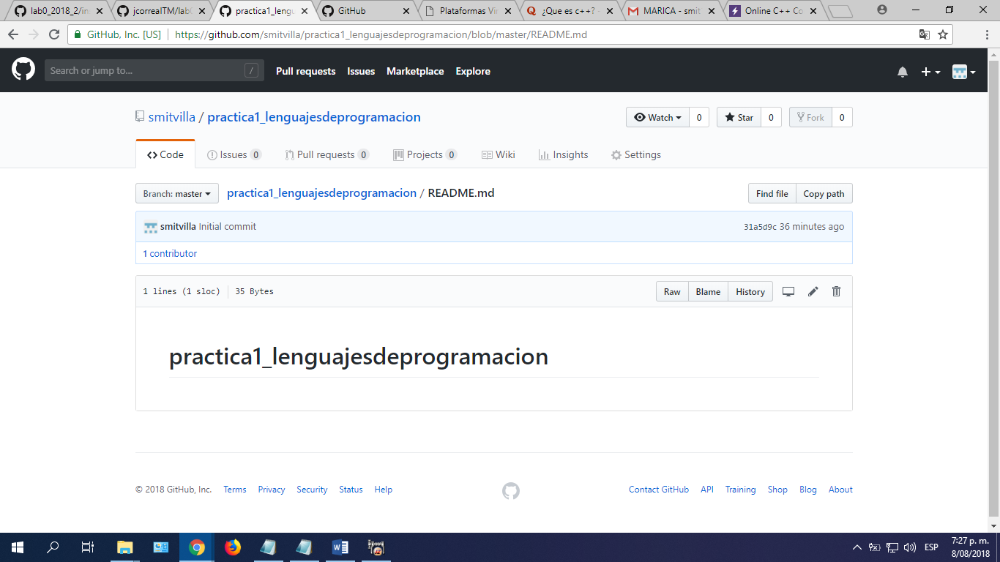 lab0_2018_2/in
jcorrealTM/lab
practica1_leng
GitHub
Plataformas Vir
¿Que es c++? -
MARICA - smit
Online C++ Co
GitHub, Inc. [US]
https://github.com/smitvilla/practica1_lenguajesdeprogramacion/blob/master/README.md
Search or jump to...
/
Pull requests
Issues
Marketplace
Explore
smitvilla / practica1_lenguajesdeprogramacion
Watch 0
Star 0
Fork 0
Code
Issues 0
Pull requests 0
Projects 0
Wiki
Insights
Settings
Branch: master
practica1_lenguajesdeprogramacion / README.md
Find file
Copy path
smitvilla Initial commit
31a5d9c 36 minutes ago
1 contributor
1 lines (1 sloc)
35 Bytes
Raw
Blame
History
practica1_lenguajesdeprogramacion
© 2018 GitHub, Inc.
Terms
Privacy
Security
Status
Help
Contact GitHub
API
Training
Shop
Blog
About
ESP
7:27 p. m.
8/08/2018